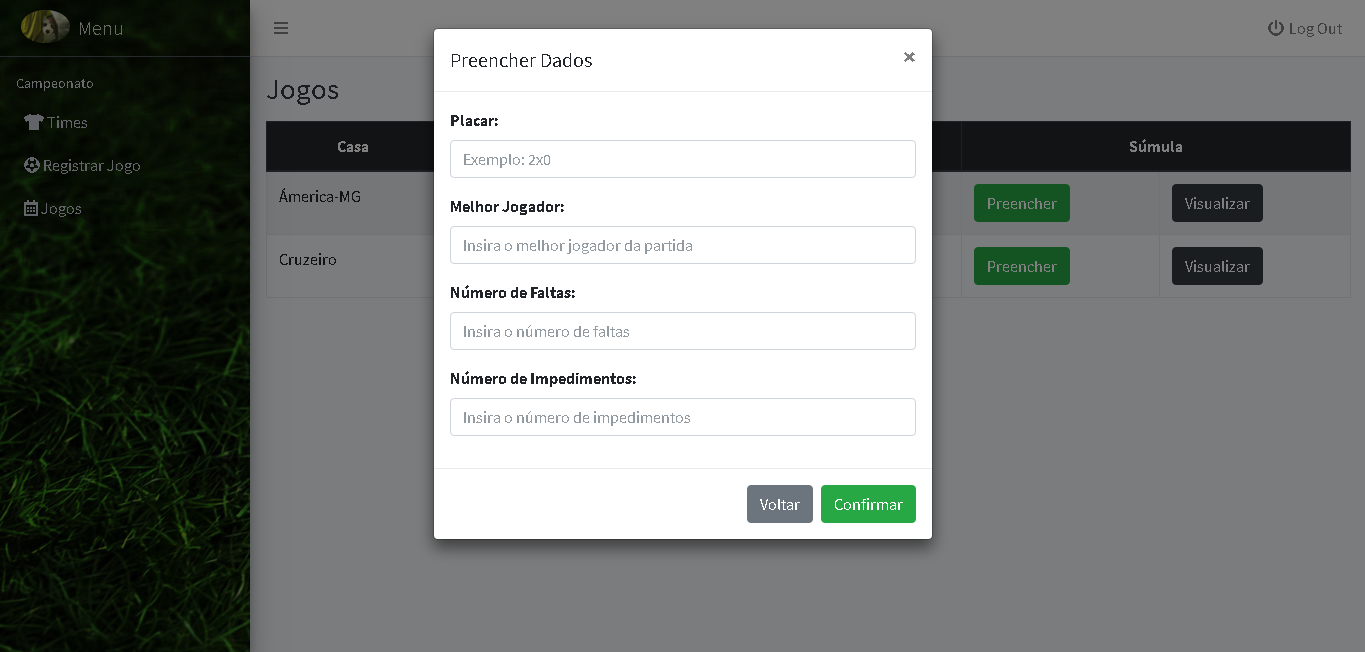 Menu
Log Out
Campeonato
Times
Registrar Jogo
Jogos
Jogos
Casa
Súmula
Ámerica-MG
Preencher
Visualizar
Cruzeiro
Preencher
Visualizar
Preencher Dados
×
Placar:
Exemplo: 2x0
Melhor Jogador:
Insira o melhor jogador da partida
Número de Faltas:
Insira o número de faltas
Número de Impedimentos:
Insira o número de impedimentos
Voltar
Confirmar